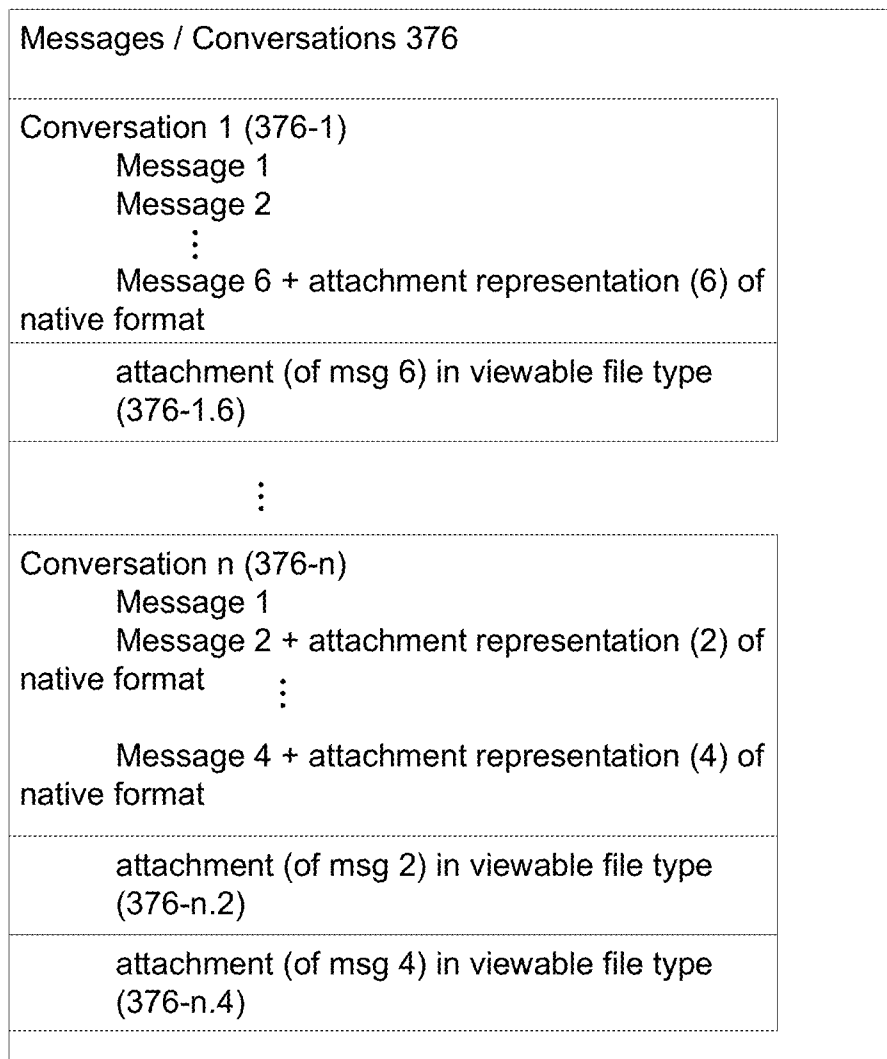 Messages / Conversations 376
Conversation 1 (376-1)
Message 1
Message 2
⋮
Message 6 + attachment representation (6) of
native format
attachment (of msg 6) in viewable file type
(376-1.6)
⋮
Conversation n (376-n)
Message 1
Message 2 + attachment representation (2) of
native format
⋮
Message 4 + attachment representation (4) of
native format
attachment (of msg 2) in viewable file type
(376-n.2)
attachment (of msg 4) in viewable file type
(376-n.4)